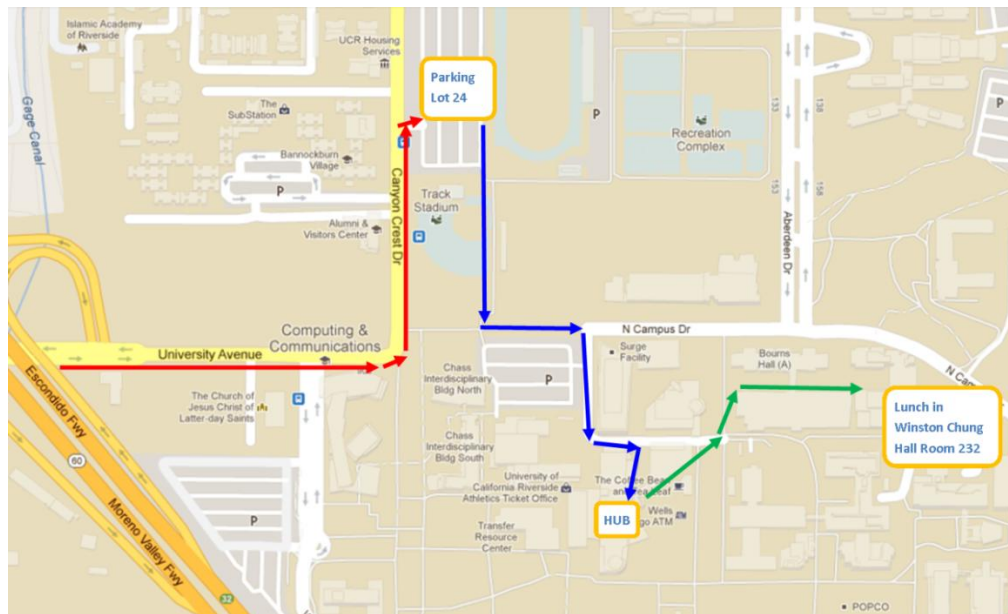 Islamic Academy
of Riverside
UCR Housing
Services
Gage Canal
The
SubStation
Bannockburn
Village
P
Alumni &
Visitors Center
Canyon Crest Dr
Parking
Lot 24
Track
Stadium
P
Recreation
Complex
133
138
153
158
Aberdeen Dr
P
Computing &
Communications
University Avenue
Escondido Fwy
60
Moreno Valley Fwy
32
The Church of
Jesus Christ of
Latter-day Saints
P
Chass
Interdisciplinary
Bldg North
P
Chass
Interdisciplinary
Bldg South
N Campus Dr
Surge
Facility
Bourns
Hall (A)
N Cam
Lunch in
Winston Chung
Hall Room 232
University of
California Riverside
Athletics Ticket Office
The Coffee Bean
and Tea Leaf
HUB
Wells
go ATM
Transfer
Resource
Center
POPCO